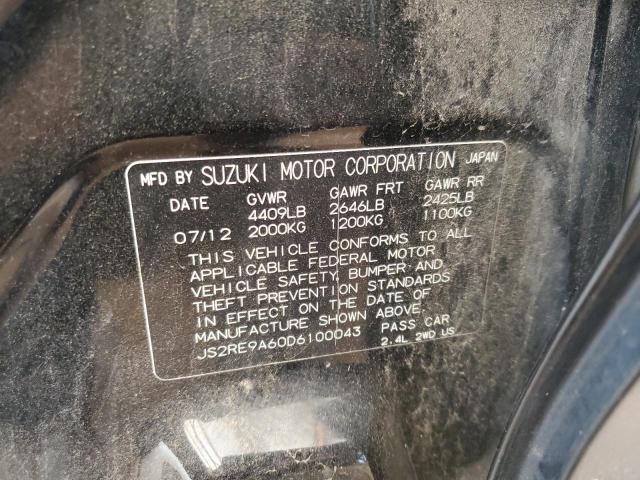 MFD BY SUZUKI MOTOR CORPORATION JAPAN
DATE GVWR GAWR FRT GAWR RR
4409LB 2646LB 2425LB
07/12 2000KG 1200KG 1100KG
THIS VEHICLE CONFORMS TO ALL
APPLICABLE FEDERAL MOTOR
VEHICLE SAFETY, BUMPER AND
THEFT PREVENTION STANDARDS
IN EFFECT ON THE DATE OF
MANUFACTURE SHOWN ABOVE.
JS2RE9A60D6100043 PASS CAR
2.4L 2WD US